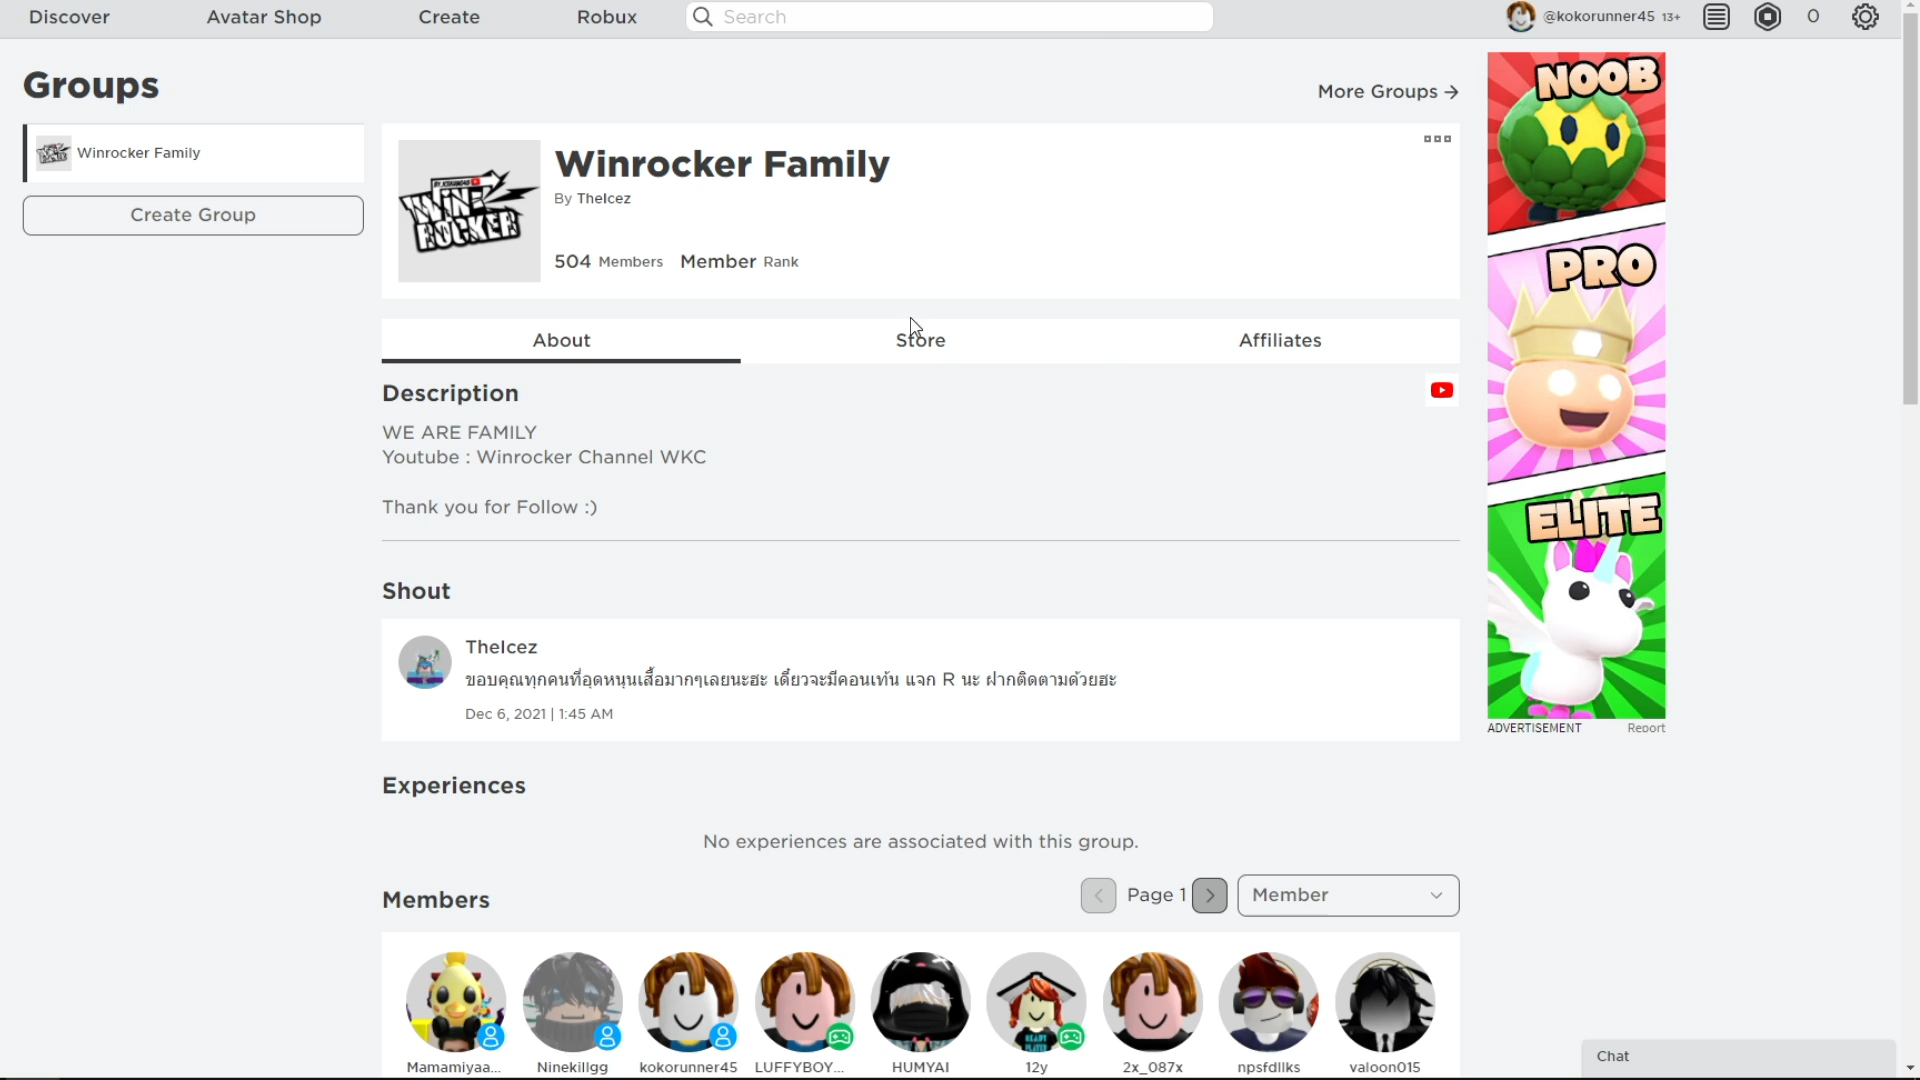 Discover Avatar Shop Create Robux Search @kokorunner45 13+ 0
Groups
More Groups →
Winrocker Family
Create Group
WIN-
ROCKER
Winrocker Family
By TheIcez
504 Members Member Rank
About Store Affiliates
Description
WE ARE FAMILY
Youtube : Winrocker Channel WKC
Thank you for Follow :)
Shout
TheIcez
ขอบคุณทุกคนที่อุดหนุนเสื้อมากๆเลยนะฮะ เดี๋ยวจะมีคอนเท้น แจก R นะ ฝากติดตามด้วยฮะ
Dec 6, 2021 | 1:45 AM
Experiences
No experiences are associated with this group.
Members
Page 1 Member
Mamamiyaa... Ninekillgg kokorunner45 LUFFYBOY... HUMYAI 12y 2x_087x npsfdllks valoon015
NOOB
PRO
ELITE
ADVERTISEMENT Report
Chat